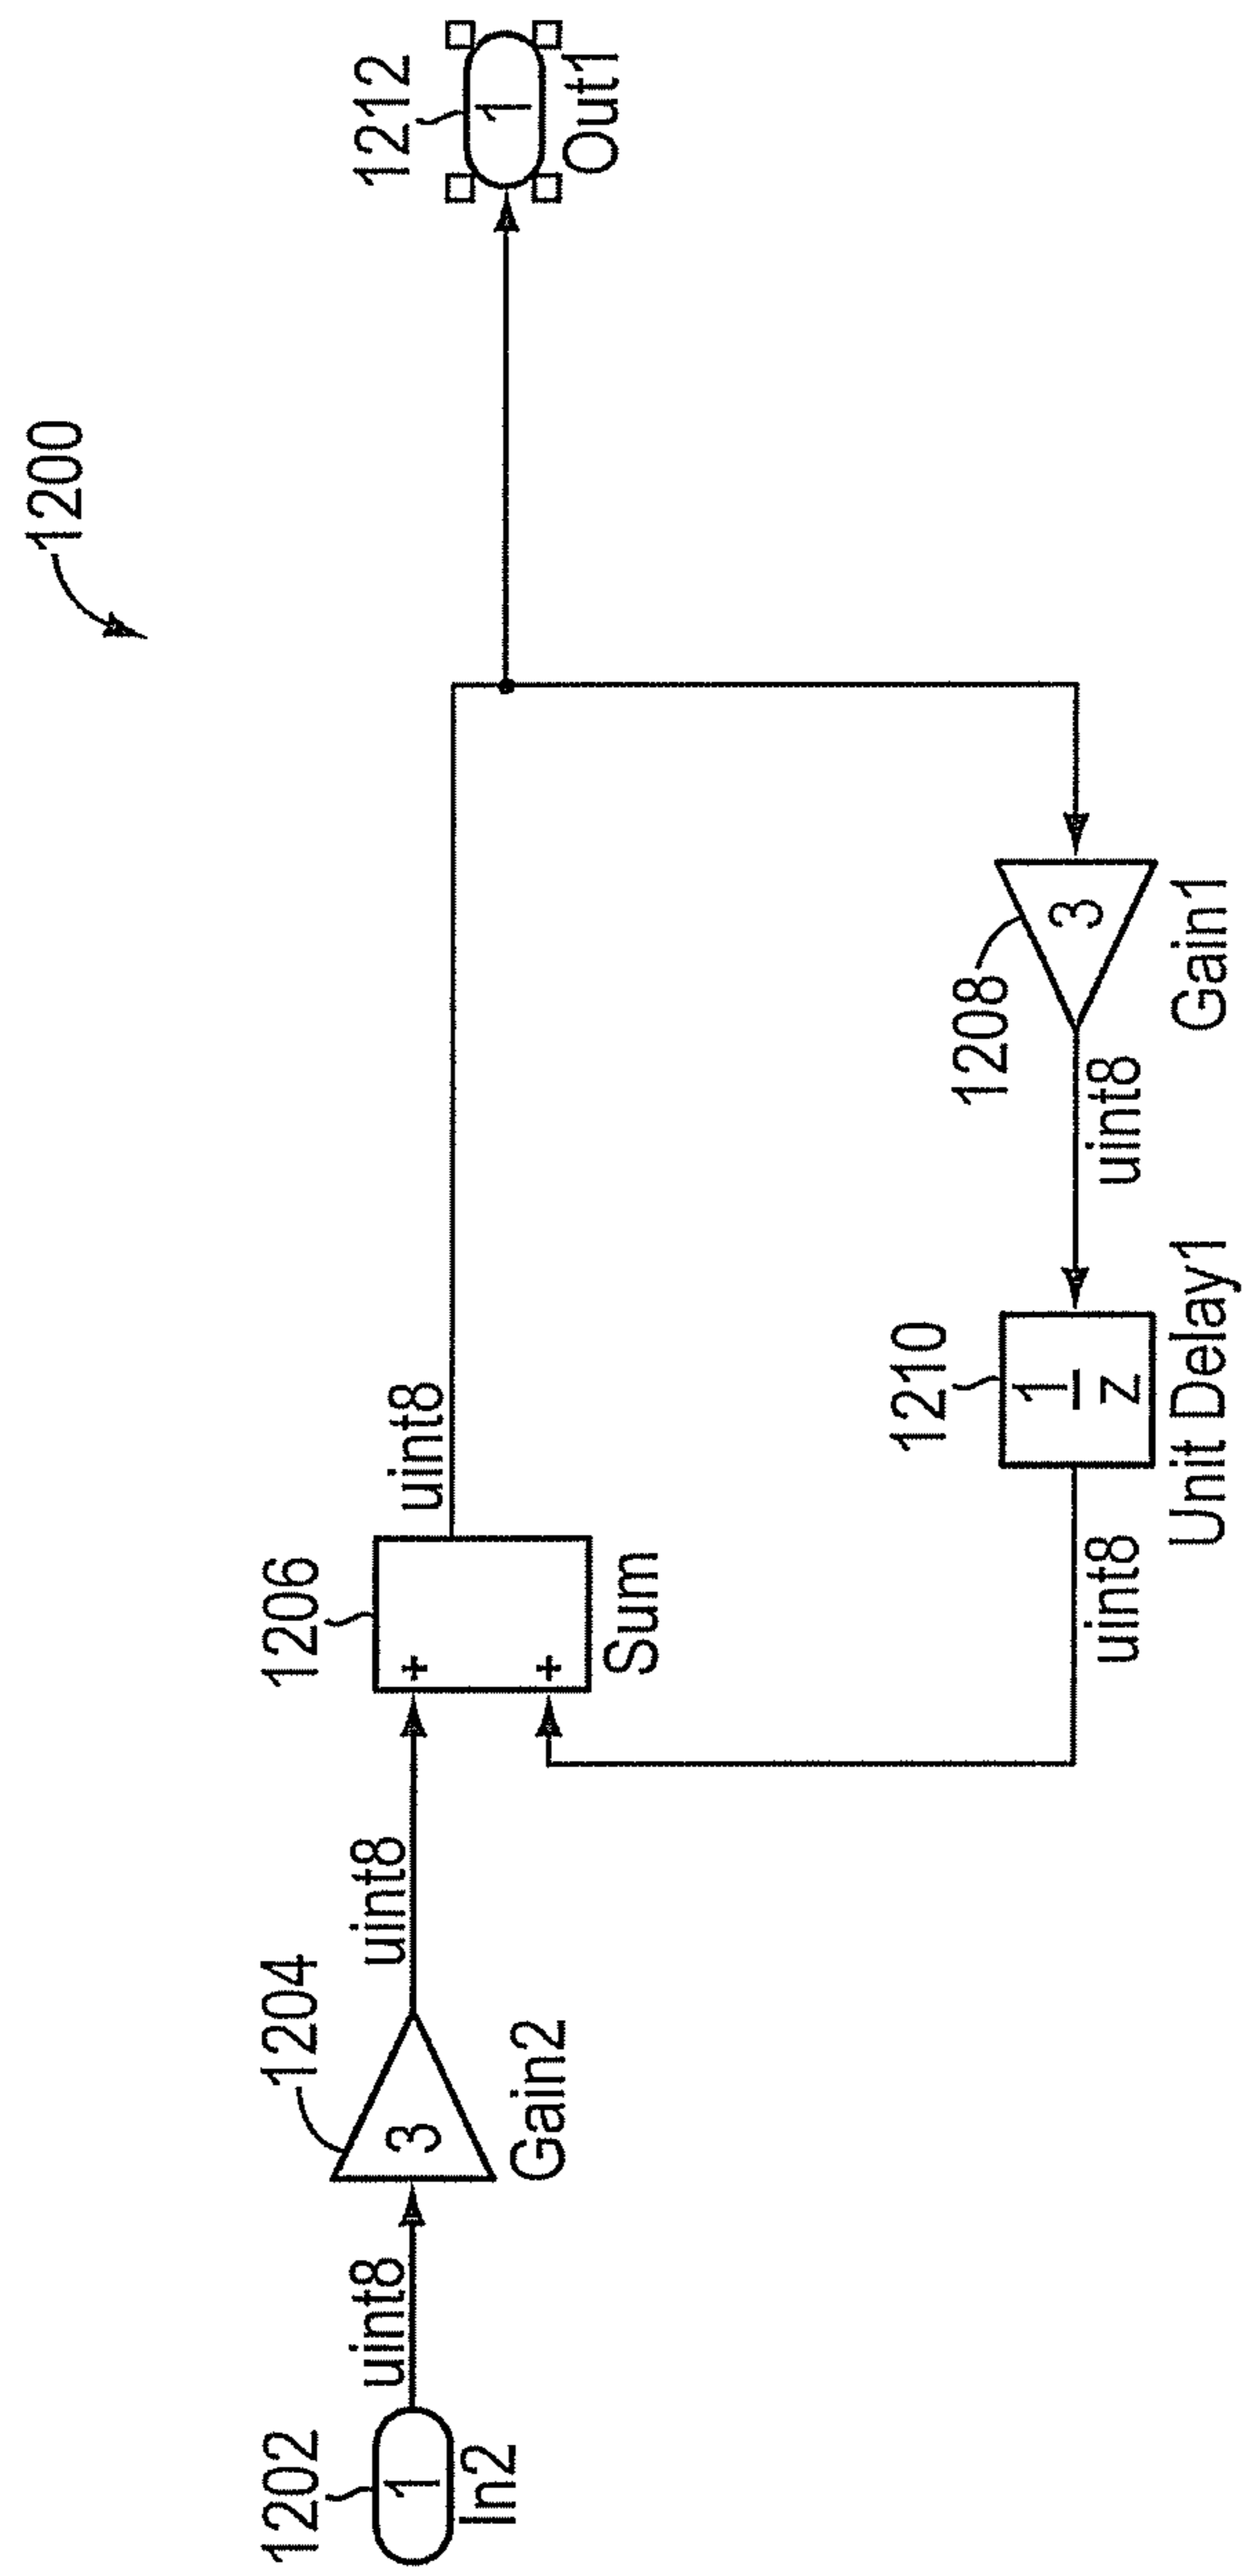 1200
1202
1
In2
uint8
1204
3
Gain2
uint8
1206
+
+
Sum
uint8
1212
1
Out1
1210
1
z
Unit Delay1
uint8
1208
3
Gain1
uint8